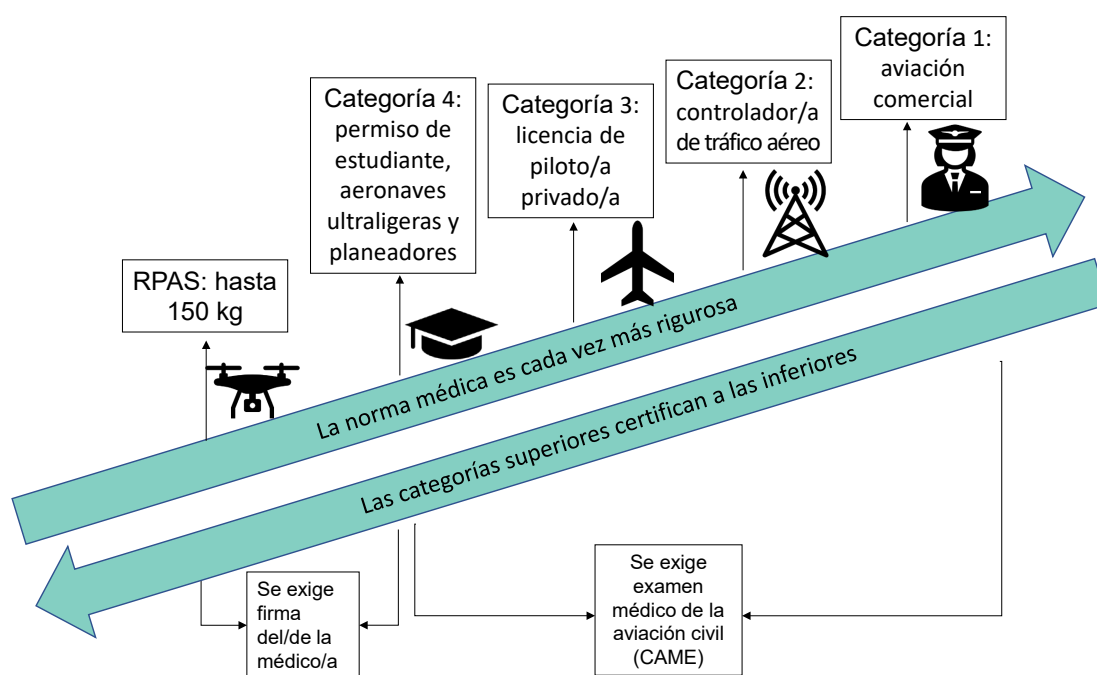 Categoría 1:
aviación
comercial
Categoría 2:
controlador/a
de tráfico aéreo
Categoría 3:
licencia de
piloto/a
privado/a
Categoría 4:
permiso de
estudiante,
aeronaves
ultraligeras y
planeadores
RPAS: hasta
150 kg
La norma médica es cada vez más rigurosa
Las categorías superiores certifican a las inferiores
Se exige
firma
del/de la
médico/a
Se exige
examen
médico de la
aviación civil
(CAME)